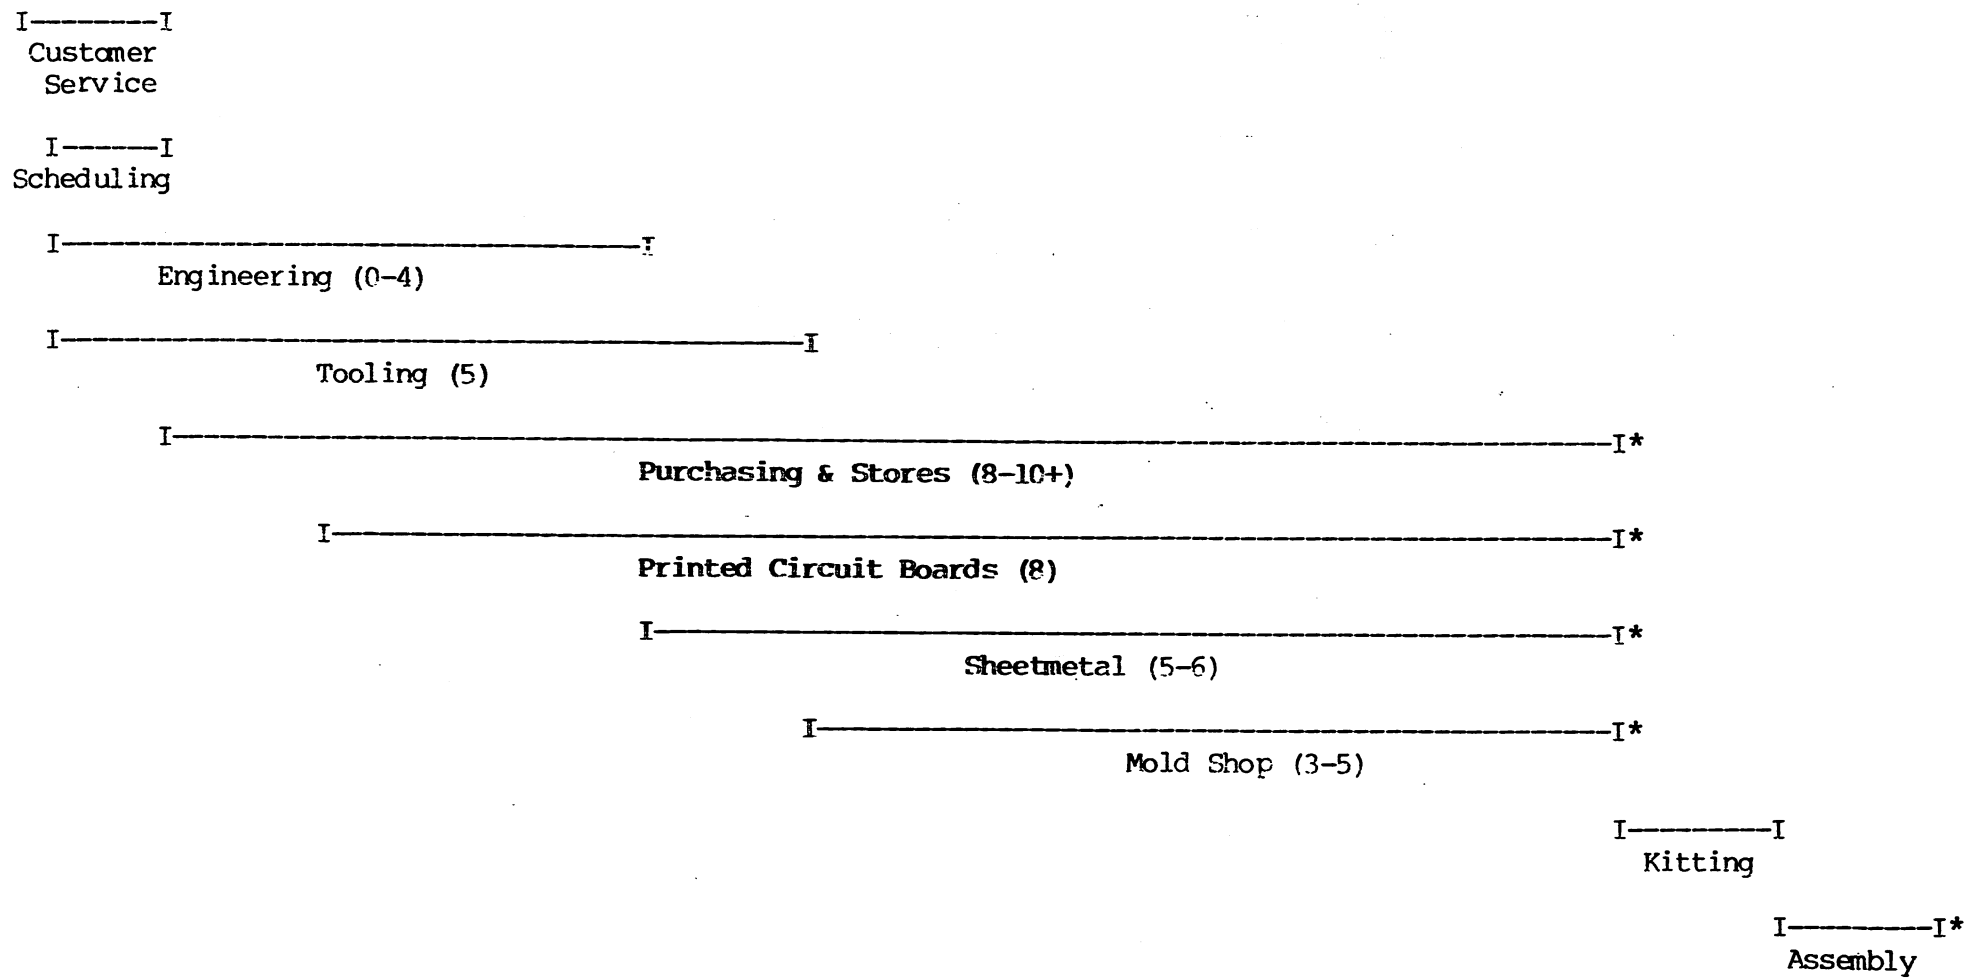 I--------I
Customer
Service
I------I
Scheduling
I------------------------------------I
Engineering (0-4)
I----------------------------------------------I
Tooling (5)
I------------------------------------------------------------------------------------------I*
Purchasing & Stores (8-10+)
I--------------------------------------------------------------------------------I*
Printed Circuit Boards (8)
I------------------------------------------------------------I*
Sheetmetal (5-6)
I--------------------------------------------------I*
Mold Shop (3-5)
I---------I
Kitting
I---------I*
Assembly